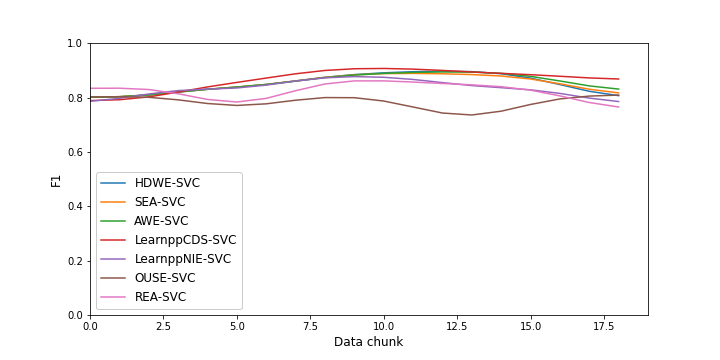 1.0
0.8
0.6
0.4
0.2
0.0
F1
HDWE-SVC
SEA-SVC
AWE-SVC
LearnppCDS-SVC
LearnppNIE-SVC
OUSE-SVC
REA-SVC
0.0 2.5 5.0 7.5 10.0 12.5 15.0 17.5
Data chunk